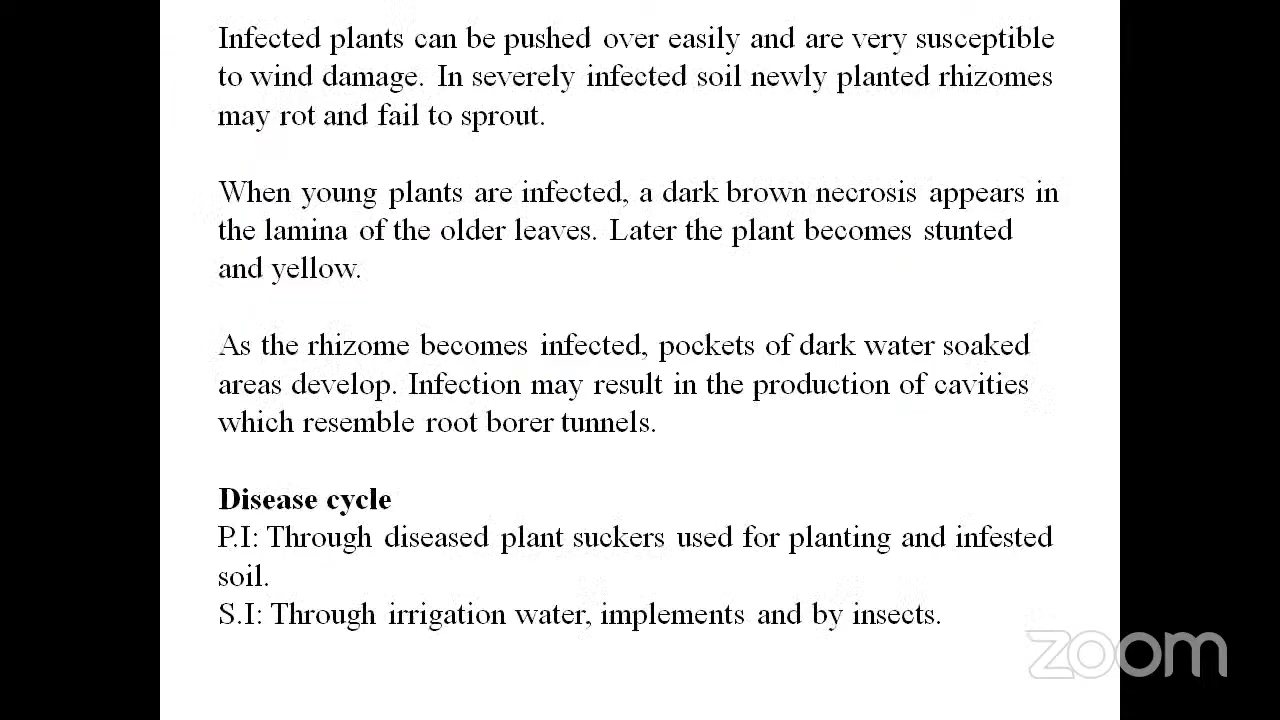 Infected plants can be pushed over easily and are very susceptible
to wind damage. In severely infected soil newly planted rhizomes
may rot and fail to sprout.
When young plants are infected, a dark brown necrosis appears in
the lamina of the older leaves. Later the plant becomes stunted
and yellow.
As the rhizome becomes infected, pockets of dark water soaked
areas develop. Infection may result in the production of cavities
which resemble root borer tunnels.
Disease cycle
P.I: Through diseased plant suckers used for planting and infested
soil.
S.I: Through irrigation water, implements and by insects.
zoom